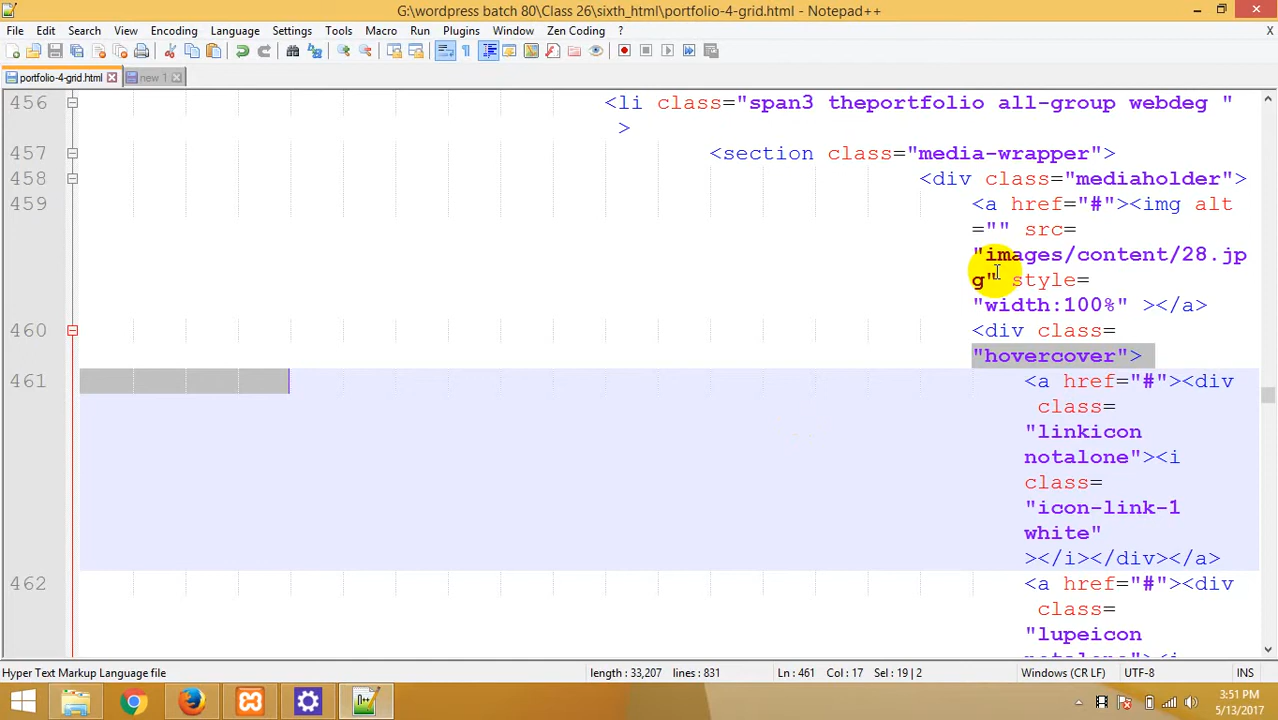 G:\wordpress batch 80\Class 26\sixth_html\portfolio-4-grid.html - Notepad++
File Edit Search View Encoding Language Settings Tools Macro Run Plugins Window Zen Coding X
portfolio-4-grid.html new 1
456 <li class="span3 theportfolio all-group webdeg "
>
457 <section class="media-wrapper">
458 <div class="mediaholder">
459 <a href="#"><img alt
="" src=
"images/content/28.jp
g" style=
"width:100%" ></a>
460 <div class=
"hovercover">
461 <a href="#"><div
class=
"linkicon
notalone"><i
class=
"icon-link-1
white"
></i></div></a>
462 <a href="#"><div
class=
"lupeicon
notalone"><i
Hyper Text Markup Language file length : 33,207 lines : 831 Ln : 461 Col : 17 Sel : 19 | 2 Windows (CR LF) UTF-8 INS
3:51 PM
5/13/2017